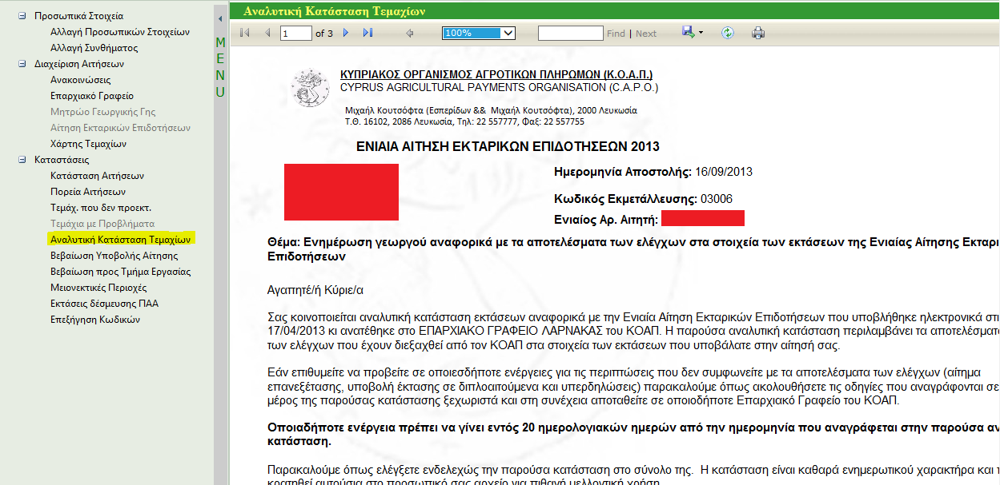 Προσωπικά Στοιχεία
Αλλαγή Προσωπικών Στοιχείων
Αλλαγή Συνθήματος
Διαχείριση Αιτήσεων
Ανακοινώσεις
Επαρχιακό Γραφείο
Μητρώο Γεωργικής Γης
Αίτηση Εκταρικών Επιδοτήσεων
Χάρτης Τεμαχίων
Καταστάσεις
Κατάσταση Αιτήσεων
Πορεία Αιτήσεων
Τεμάχ. που δεν προεκτ.
Τεμάχια με Προβλήματα
Αναλυτική Κατάσταση Τεμαχίων
Βεβαίωση Υποβολής Αίτησης
Βεβαίωση προς Τμήμα Εργασίας
Μειονεκτικές Περιοχές
Εκτάσεις δέσμευσης ΠΑΑ
Επεξήγηση Κωδικών
M
E
N
U
Αναλυτική Κατάσταση Τεμαχίων
1 of 3 100% Find | Next
ΚΥΠΡΙΑΚΟΣ ΟΡΓΑΝΙΣΜΟΣ ΑΓΡΟΤΙΚΩΝ ΠΛΗΡΩΜΩΝ (Κ.Ο.Α.Π.)
CYPRUS AGRICULTURAL PAYMENTS ORGANISATION (C.A.P.O.)
Μιχαήλ Κουτσόφτα (Εσπερίδων && Μιχαήλ Κουτσόφτα), 2000 Λευκωσία
Τ.Θ. 16102, 2086 Λευκωσία, Τηλ: 22 557777, Φαξ: 22 557755
ΕΝΙΑΙΑ ΑΙΤΗΣΗ ΕΚΤΑΡΙΚΩΝ ΕΠΙΔΟΤΗΣΕΩΝ 2013
Ημερομηνία Αποστολής: 16/09/2013
Κωδικός Εκμετάλλευσης: 03006
Ενιαίος Αρ. Αιτητή:
Θέμα: Ενημέρωση γεωργού αναφορικά με τα αποτελέσματα των ελέγχων στα στοιχεία των εκτάσεων της Ενιαίας Αίτησης Εκταρι
Επιδοτήσεων
Αγαπητέ/ή Κύριε/α
Σας κοινοποιείται αναλυτική κατάσταση εκτάσεων αναφορικά με την Ενιαία Αίτηση Εκταρικών Επιδοτήσεων που υποβλήθηκε ηλεκτρονικά στι
17/04/2013 κι ανατέθηκε στο ΕΠΑΡΧΙΑΚΟ ΓΡΑΦΕΙΟ ΛΑΡΝΑΚΑΣ του ΚΟΑΠ. Η παρούσα αναλυτική κατάσταση περιλαμβάνει τα αποτελέσματ
των ελέγχων που έχουν διεξαχθεί από τον ΚΟΑΠ στα στοιχεία των εκτάσεων που υποβάλατε στην αίτησή σας.
Εάν επιθυμείτε να προβείτε σε οποιεσδήποτε ενέργειες για τις περιπτώσεις που δεν συμφωνείτε με τα αποτελέσματα των ελέγχων (αίτημα
επανεξέτασης, υποβολή έκτασης σε διπλοαιτούμενα και υπερδηλώσεις) παρακαλούμε όπως ακολουθήσετε τις οδηγίες που αναγράφονται σε
μέρος της παρούσας κατάστασης ξεχωριστά και στη συνέχεια αποταθείτε σε οποιοδήποτε Επαρχιακό Γραφείο του ΚΟΑΠ.
Οποιαδήποτε ενέργεια πρέπει να γίνει εντός 20 ημερολογιακών ημερών από την ημερομηνία που αναγράφεται στην παρούσα αν
κατάσταση.
Παρακαλούμε όπως ελέγξετε ενδελεχώς την παρούσα κατάσταση στο σύνολο της. Η κατάσταση είναι καθαρά ενημερωτικού χαρακτήρα και
κρατηθεί αυτούσια στο προσωπικό σας αρχείο για πιθανή μελλοντική χρήση.